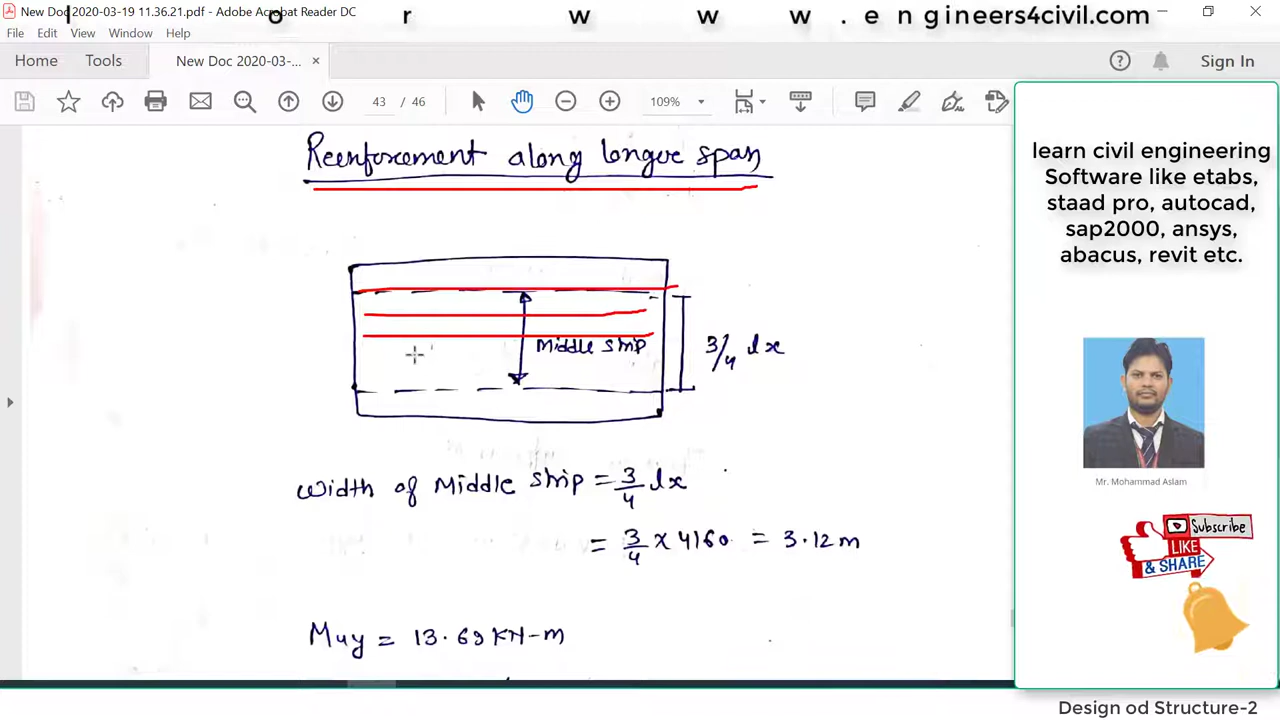 New Doc 2020-03-19 11.36.21.pdf - Adobe Acrobat Reader DC
l o r w w w . e n gineers4civil.com
File Edit View Window Help
Home Tools New Doc 2020-03-... × Sign In
43 / 46 109%
Reenforcement along longer span
Middle ship
3/4 lx
width of Middle ship = 3/4 lx
= 3/4 x 4160 = 3.12m
Muy = 13.69 KN-m
learn civil engineering
Software like etabs,
staad pro, autocad,
sap2000, ansys,
abacus, revit etc.
Mr. Mohammad Aslam
Subscribe
LIKE
& SHARE
Design od Structure-2